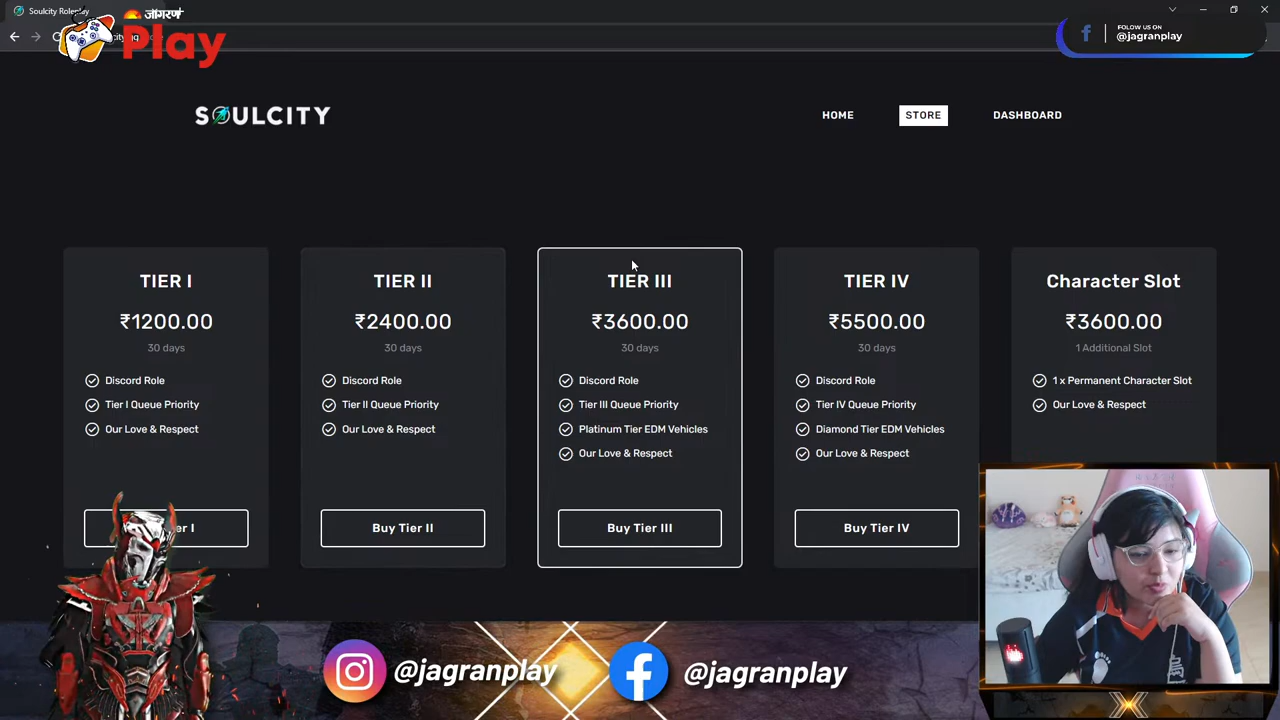 Soulcity Roleplay
जागरण
Play
FOLLOW US ON
@jagranplay
SOULCITY
HOME
STORE
DASHBOARD
TIER I
₹1200.00
30 days
Discord Role
Tier I Queue Priority
Our Love & Respect
TIER II
₹2400.00
30 days
Discord Role
Tier II Queue Priority
Our Love & Respect
Buy Tier II
TIER III
₹3600.00
30 days
Discord Role
Tier III Queue Priority
Platinum Tier EDM Vehicles
Our Love & Respect
Buy Tier III
TIER IV
₹5500.00
30 days
Discord Role
Tier IV Queue Priority
Diamond Tier EDM Vehicles
Our Love & Respect
Buy Tier IV
Character Slot
₹3600.00
1 Additional Slot
1 x Permanent Character Slot
Our Love & Respect
@jagranplay
@jagranplay